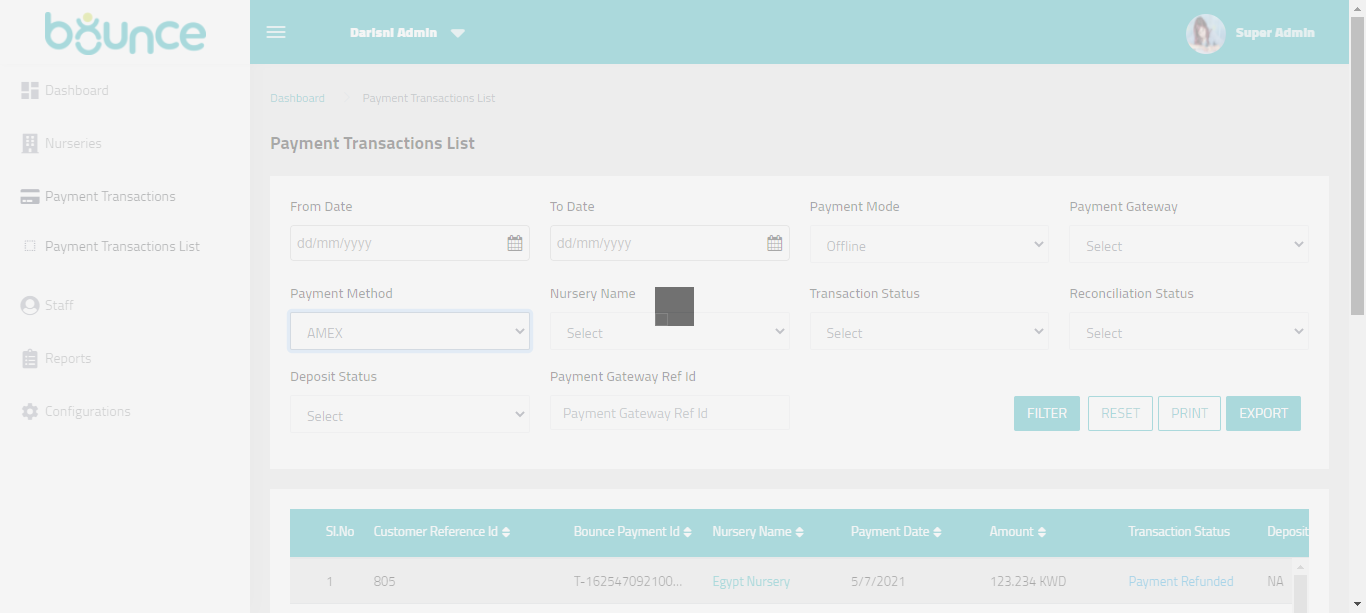 bounce
Darisni Admin
Super Admin
Dashboard
Nurseries
Payment Transactions
Payment Transactions List
Staff
Reports
Configurations
Dashboard Payment Transactions List
Payment Transactions List
From Date To Date Payment Mode Payment Gateway
dd/mm/yyyy dd/mm/yyyy Offline Select
Payment Method Nursery Name Transaction Status Reconciliation Status
AMEX Select Select Select
Deposit Status Payment Gateway Ref Id
Select Payment Gateway Ref Id FILTER RESET PRINT EXPORT
Sl.No Customer Reference Id Bounce Payment Id Nursery Name Payment Date Amount Transaction Status Deposit
1 805 T-162547092100... Egypt Nursery 5/7/2021 123.234 KWD Payment Refunded NA